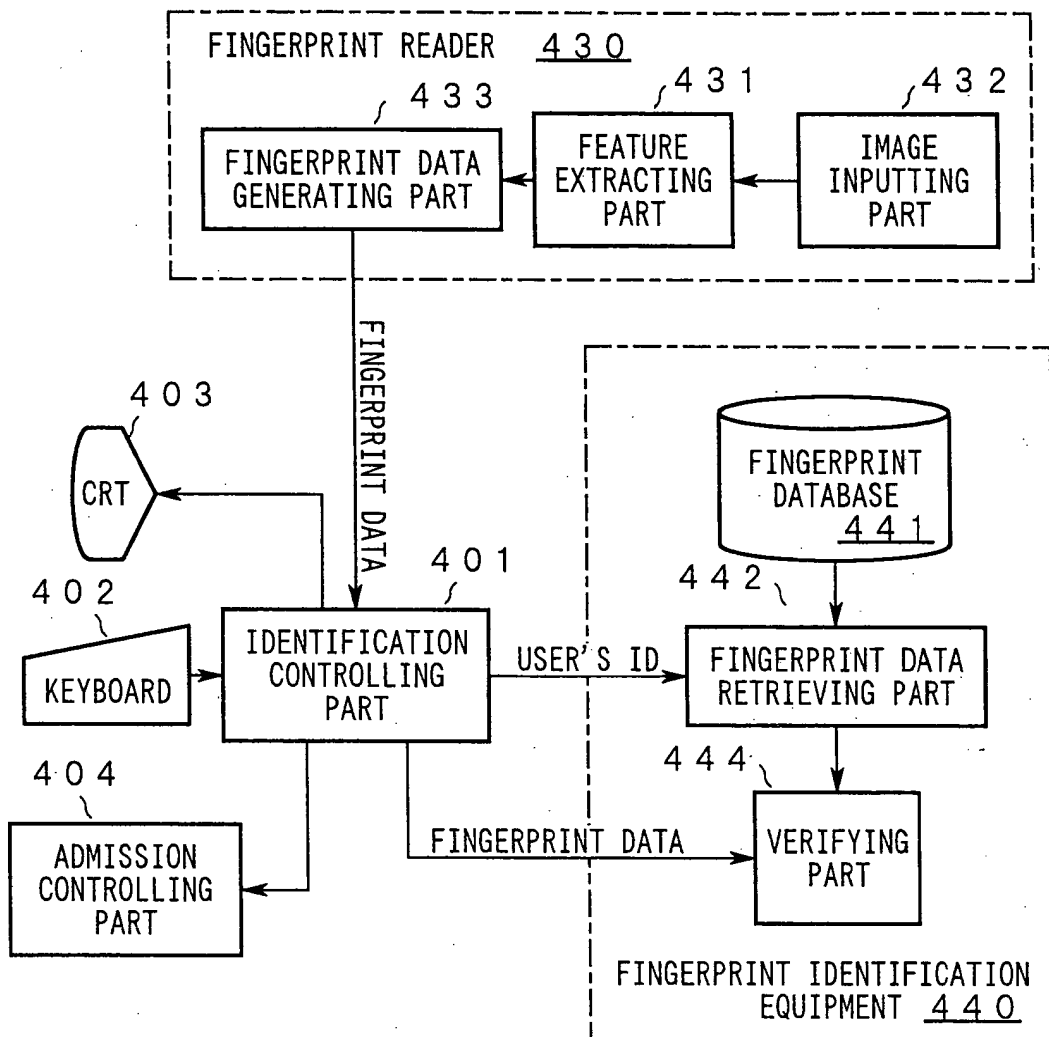 FINGERPRINT READER 430
433
431
432
FINGERPRINT DATA
GENERATING PART
FEATURE
EXTRACTING
PART
IMAGE
INPUTTING
PART
FINGERPRINT DATA
403
CRT
FINGERPRINT
DATABASE
441
402
KEYBOARD
401
IDENTIFICATION
CONTROLLING
PART
USER'S ID
442
FINGERPRINT DATA
RETRIEVING PART
404
ADMISSION
CONTROLLING
PART
FINGERPRINT DATA
444
VERIFYING
PART
FINGERPRINT IDENTIFICATION
EQUIPMENT 440